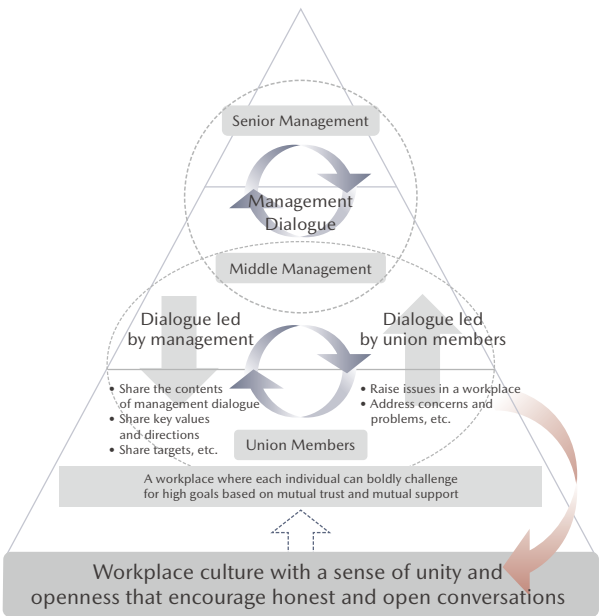 Senior Management
Management
Dialogue
Middle Management
Dialogue led
by management
Dialogue led
by union members
• Share the contents
of management dialogue
• Share key values
and directions
• Share targets, etc.
• Raise issues in a workplace
• Address concerns and
problems, etc.
Union Members
A workplace where each individual can boldly challenge
for high goals based on mutual trust and mutual support
Workplace culture with a sense of unity and
openness that encourage honest and open conversations